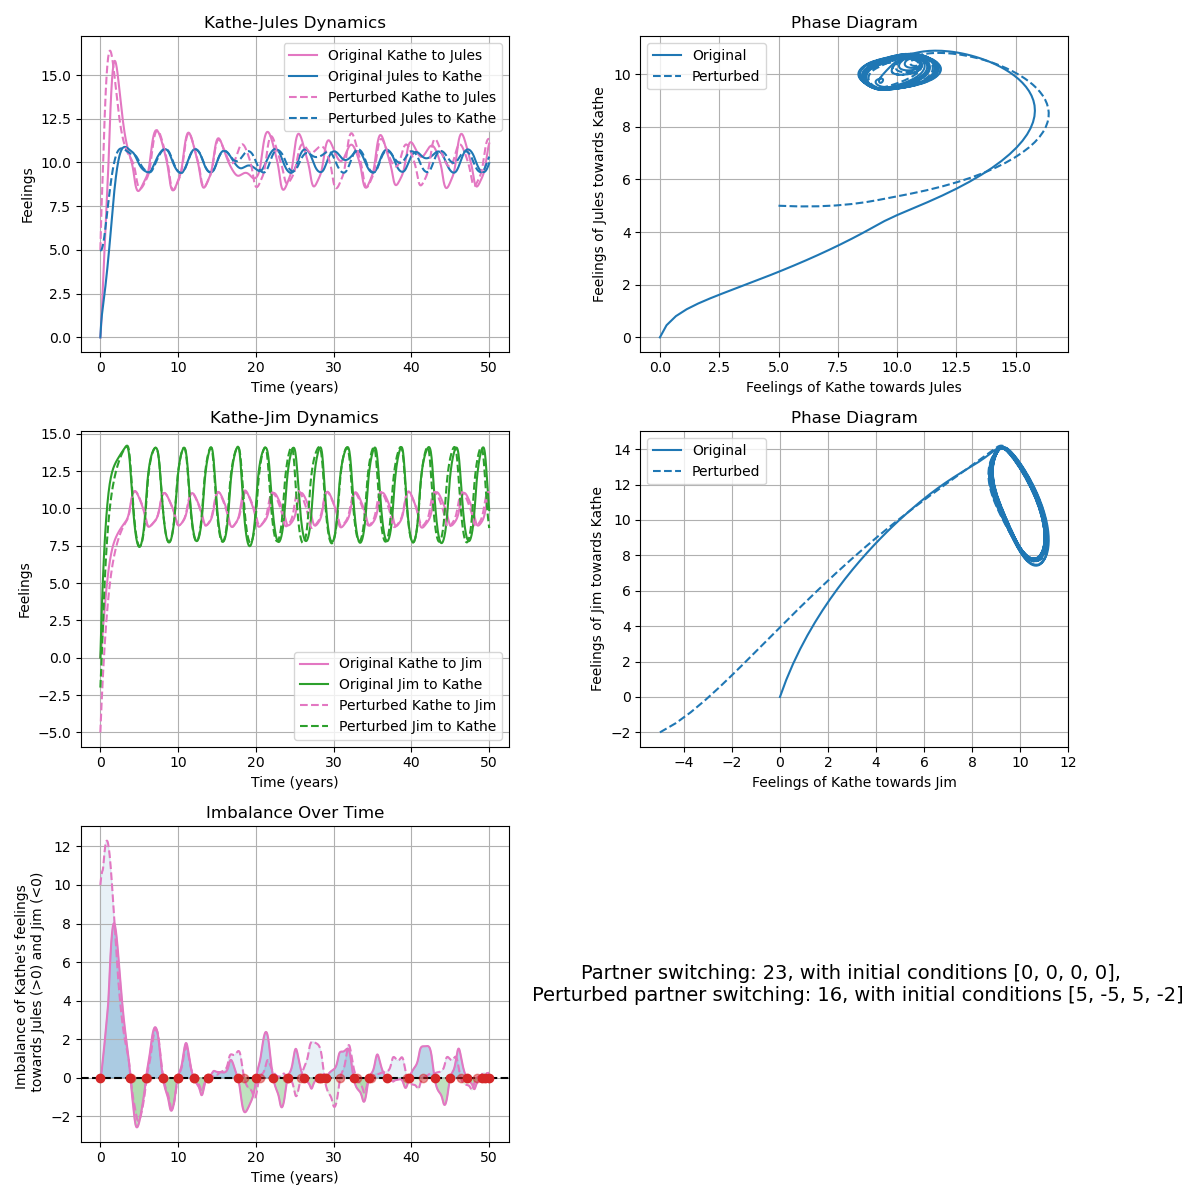 Kathe-Jules Dynamics
Feelings
15.0
12.5
10.0
7.5
5.0
2.5
0.0
Original Kathe to Jules
Original Jules to Kathe
Perturbed Kathe to Jules
Perturbed Jules to Kathe
0 10 20 30 40 50
Time (years)
Phase Diagram
Feelings of Jules towards Kathe
10
8
6
4
2
0
Original
Perturbed
0.0 2.5 5.0 7.5 10.0 12.5 15.0
Feelings of Kathe towards Jules
Kathe-Jim Dynamics
Feelings
15.0
12.5
10.0
7.5
5.0
2.5
0.0
−2.5
−5.0
Original Kathe to Jim
Original Jim to Kathe
Perturbed Kathe to Jim
Perturbed Jim to Kathe
0 10 20 30 40 50
Time (years)
Phase Diagram
Feelings of Jim towards Kathe
14
12
10
8
6
4
2
0
−2
Original
Perturbed
−4 −2 0 2 4 6 8 10 12
Feelings of Kathe towards Jim
Imbalance Over Time
Imbalance of Kathe's feelings
towards Jules (>0) and Jim (<0)
12
10
8
6
4
2
0
−2
0 10 20 30 40 50
Time (years)
Partner switching: 23, with initial conditions [0, 0, 0, 0],
Perturbed partner switching: 16, with initial conditions [5, -5, 5, -2]